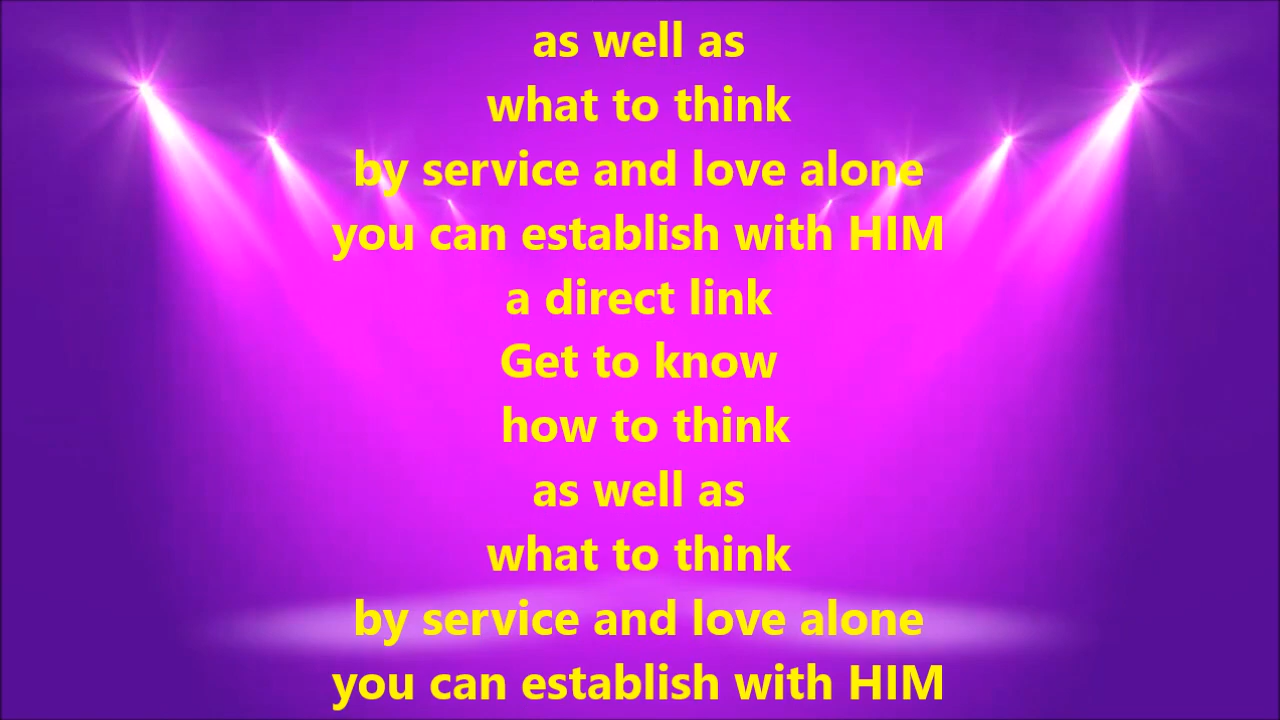 as well as
what to think
by service and love alone
you can establish with HIM
a direct link
Get to know
how to think
as well as
what to think
by service and love alone
you can establish with HIM